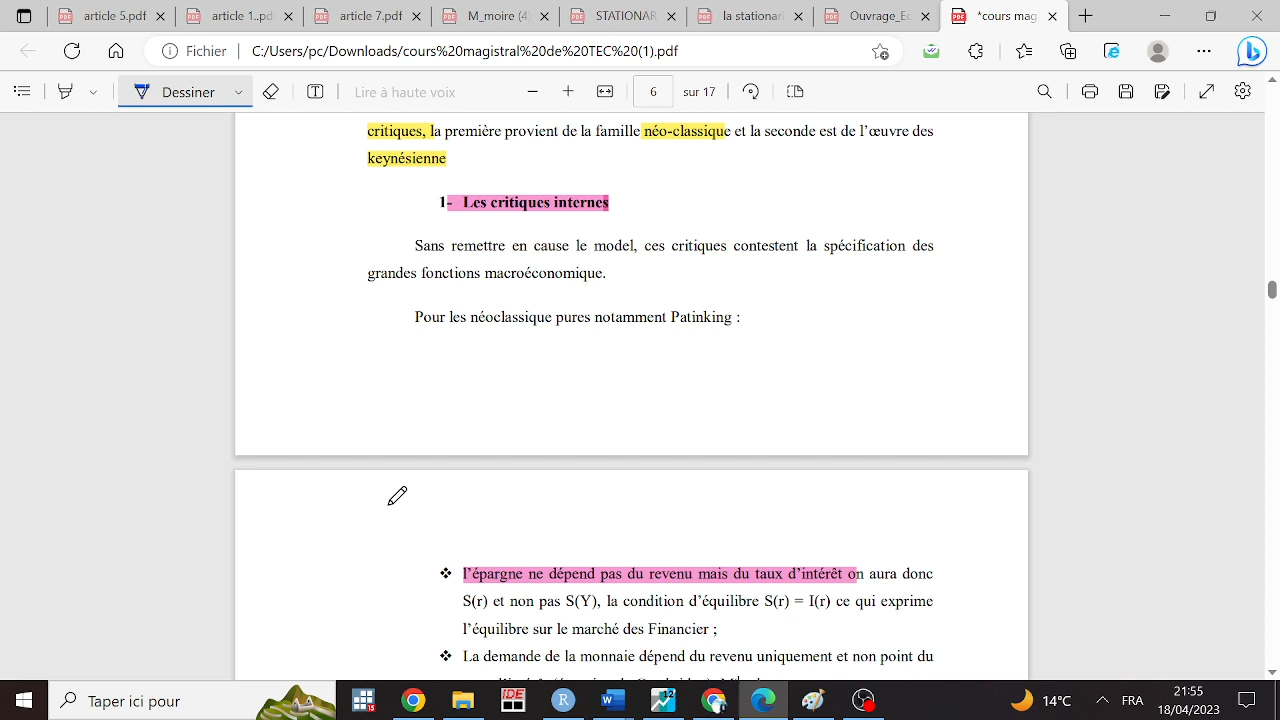 article 5.pdf
article 1.pd
article 7.pdf
M_moire (4)
STATIONAR
la stationar
Ouvrage_Ec
*cours mag
Fichier
C:/Users/pc/Downloads/cours%20magistral%20de%20TEC%20(1).pdf
Dessiner
Lire à haute voix
6 sur 17
critiques, la première provient de la famille néo-classique et la seconde est de l’œuvre des
keynésienne
1- Les critiques internes
Sans remettre en cause le model, ces critiques contestent la spécification des
grandes fonctions macroéconomique.
Pour les néoclassique pures notamment Patinking :
❖ l’épargne ne dépend pas du revenu mais du taux d’intérêt on aura donc
S(r) et non pas S(Y), la condition d’équilibre S(r) = I(r) ce qui exprime
l’équilibre sur le marché des Financier ;
❖ La demande de la monnaie dépend du revenu uniquement et non point du
Taper ici pour
15
IDE
R
W
12
14°C
FRA
21:55
18/04/2023